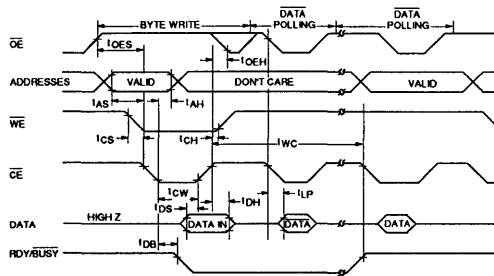 BYTE WRITE DATA POLLING DATA POLLING
OE
tOES tOEH
ADDRESSES VALID DON'T CARE VALID
tAS tAH
WE
tCS tCH tWC
CE
tCW tLP
tDS tDH
DATA HIGH Z DATA IN DATA DATA
tDB
RDY/BUSY